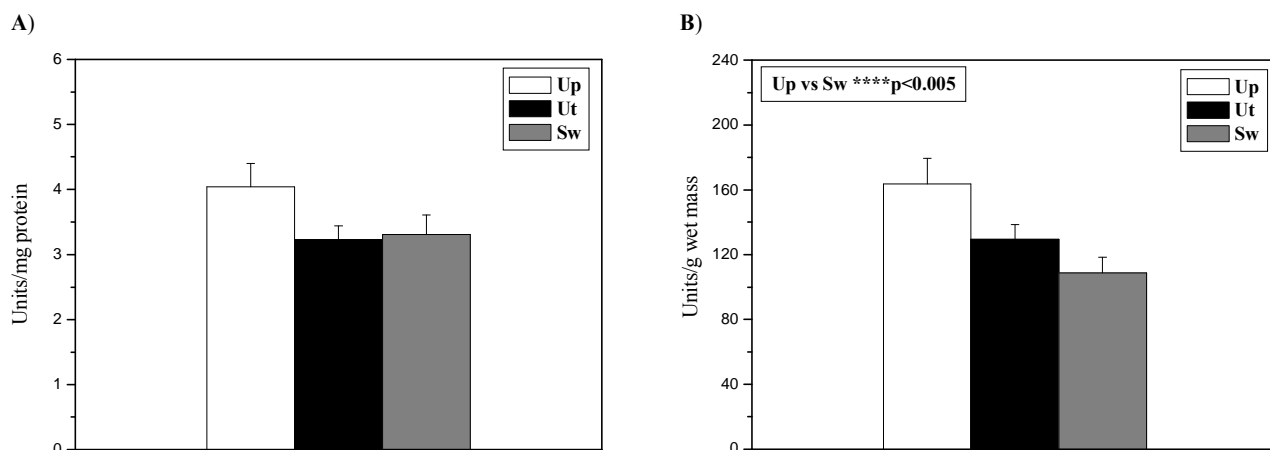 A)
6
5
4
3
2
1
0
Units/mg protein
Up
Ut
Sw
B)
240
200
160
120
80
40
0
Units/g wet mass
Up vs Sw ****p<0.005
Up
Ut
Sw